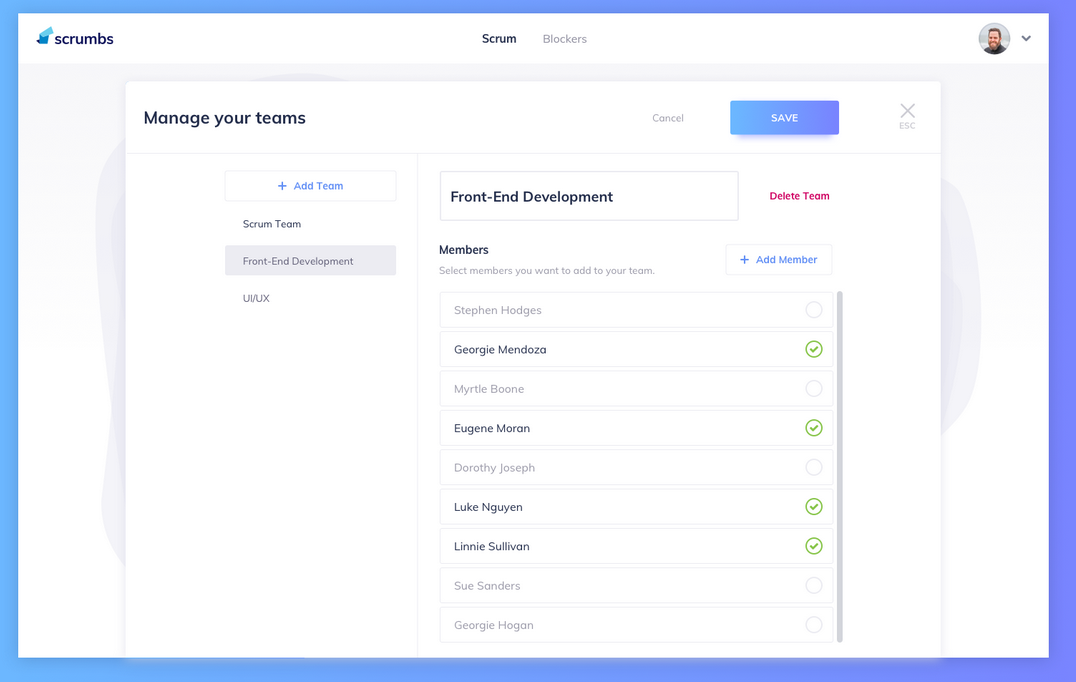 scrumbs
Scrum
Blockers
Manage your teams
Cancel
SAVE
ESC
+ Add Team
Scrum Team
Front-End Development
UI/UX
Front-End Development
Delete Team
Members
Select members you want to add to your team.
+ Add Member
Stephen Hodges
Georgie Mendoza
Myrtle Boone
Eugene Moran
Dorothy Joseph
Luke Nguyen
Linnie Sullivan
Sue Sanders
Georgie Hogan